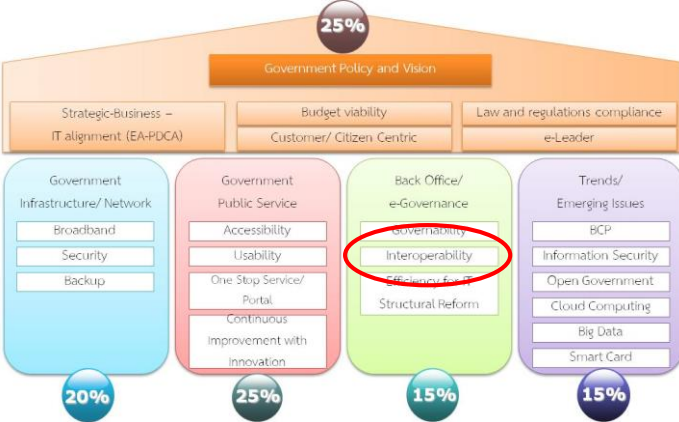 25%
Government Policy and Vision
Strategic-Business –
IT alignment (EA-PDCA)
Budget viability
Customer/ Citizen Centric
Law and regulations compliance
e-Leader
Government
Infrastructure/ Network
Broadband
Security
Backup
20%
Government
Public Service
Accessibility
Usability
One Stop Service/
Portal
Continuous
Improvement with
Innovation
25%
Back Office/
e-Governance
Governability
Interoperability
Efficiency for IT
Structural Reform
15%
Trends/
Emerging Issues
BCP
Information Security
Open Government
Cloud Computing
Big Data
Smart Card
15%